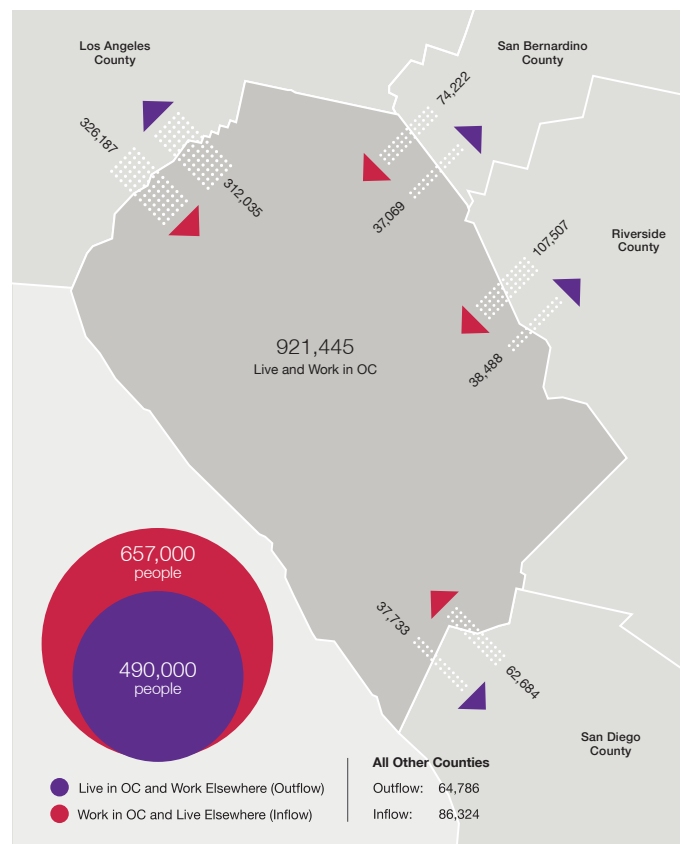 Los Angeles
County
San Bernardino
County
74,222
326,187
312,035
37,069
Riverside
County
107,507
921,445
Live and Work in OC
38,488
657,000
people
490,000
people
37,733
62,684
San Diego
County
Live in OC and Work Elsewhere (Outflow)
Work in OC and Live Elsewhere (Inflow)
All Other Counties
Outflow: 64,786
Inflow: 86,324